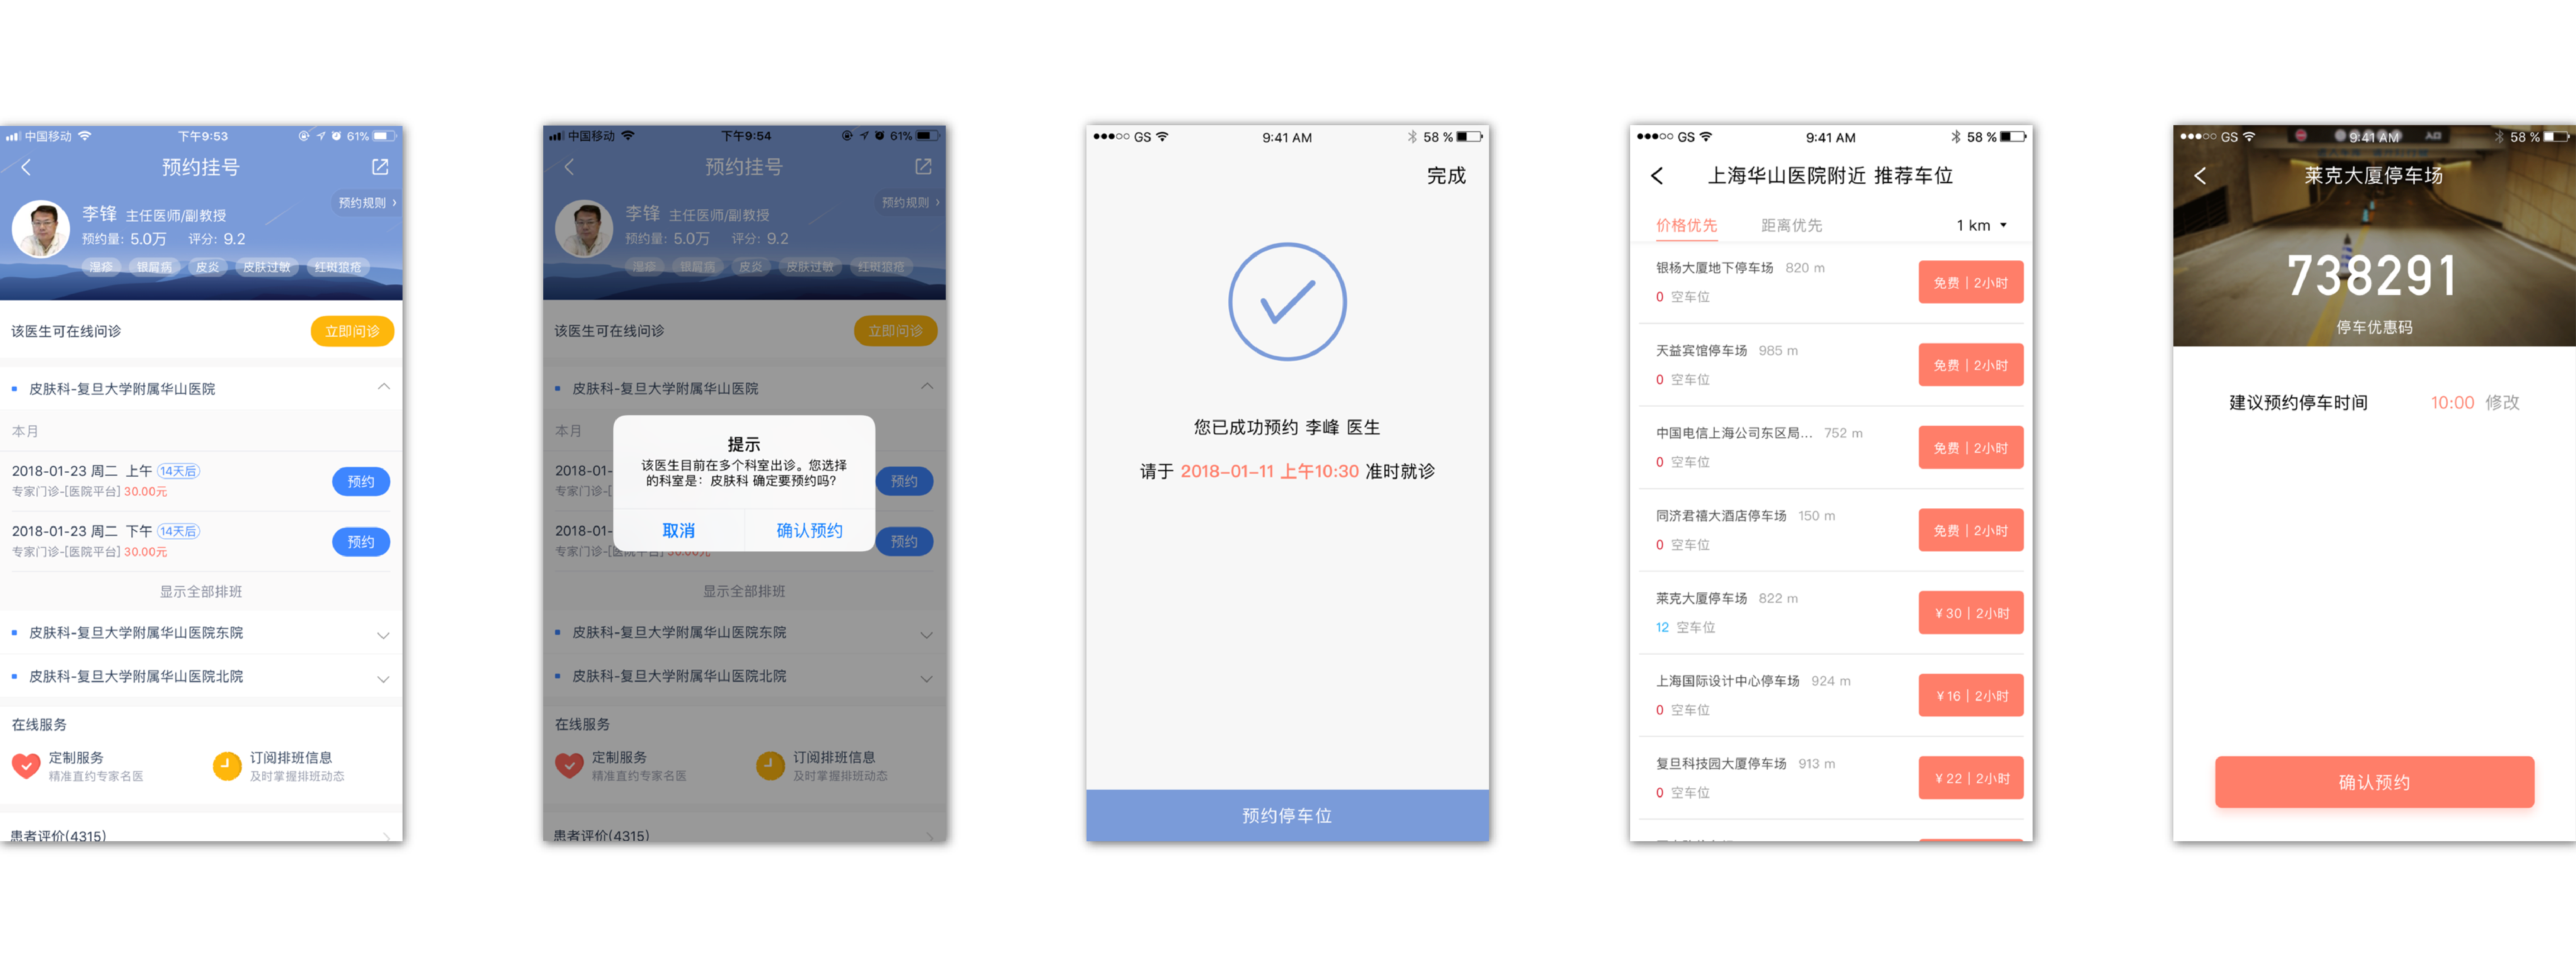 中国移动 下午9:53 61%
预约挂号
预约规则 ›
李锋 主任医师/副教授
预约量: 5.0万 评分: 9.2
湿疹 银屑病 皮炎 皮肤过敏 红斑狼疮
该医生可在线问诊 立即问诊
皮肤科-复旦大学附属华山医院
本月
2018-01-23 周二 上午 14天后
专家门诊-[医院平台] 30.00元
预约
2018-01-23 周二 下午 14天后
专家门诊-[医院平台] 30.00元
预约
显示全部排班
皮肤科-复旦大学附属华山医院东院
皮肤科-复旦大学附属华山医院北院
在线服务
定制服务
精准直约专家名医
订阅排班信息
及时掌握排班动态
患者评价(4315)
中国移动 下午9:54 61%
预约挂号
预约规则 ›
李锋 主任医师/副教授
预约量: 5.0万 评分: 9.2
湿疹 银屑病 皮炎 皮肤过敏 红斑狼疮
该医生可在线问诊 立即问诊
皮肤科-复旦大学附属华山医院
本月
提示
该医生目前在多个科室出诊。您选择
的科室是：皮肤科 确定要预约吗?
取消 确认预约
2018-01-
专家门诊-[
预约
2018-01-
专家门诊-[医院平台] 30.00元
预约
显示全部排班
皮肤科-复旦大学附属华山医院东院
皮肤科-复旦大学附属华山医院北院
在线服务
定制服务
精准直约专家名医
订阅排班信息
及时掌握排班动态
患者评价(4315)
GS 9:41 AM 58 %
完成
您已成功预约 李峰 医生
请于 2018-01-11 上午10:30 准时就诊
预约停车位
GS 9:41 AM 58 %
上海华山医院附近 推荐车位
价格优先 距离优先 1 km
银杨大厦地下停车场 820 m
0 空车位
免费 | 2小时
天益宾馆停车场 985 m
0 空车位
免费 | 2小时
中国电信上海公司东区局... 752 m
0 空车位
免费 | 2小时
同济君禧大酒店停车场 150 m
0 空车位
免费 | 2小时
莱克大厦停车场 822 m
12 空车位
¥ 30 | 2小时
上海国际设计中心停车场 924 m
0 空车位
¥ 16 | 2小时
复旦科技园大厦停车场 913 m
0 空车位
¥ 22 | 2小时
GS 9:41 AM 58 %
莱克大厦停车场
738291
停车优惠码
建议预约停车时间 10:00 修改
确认预约